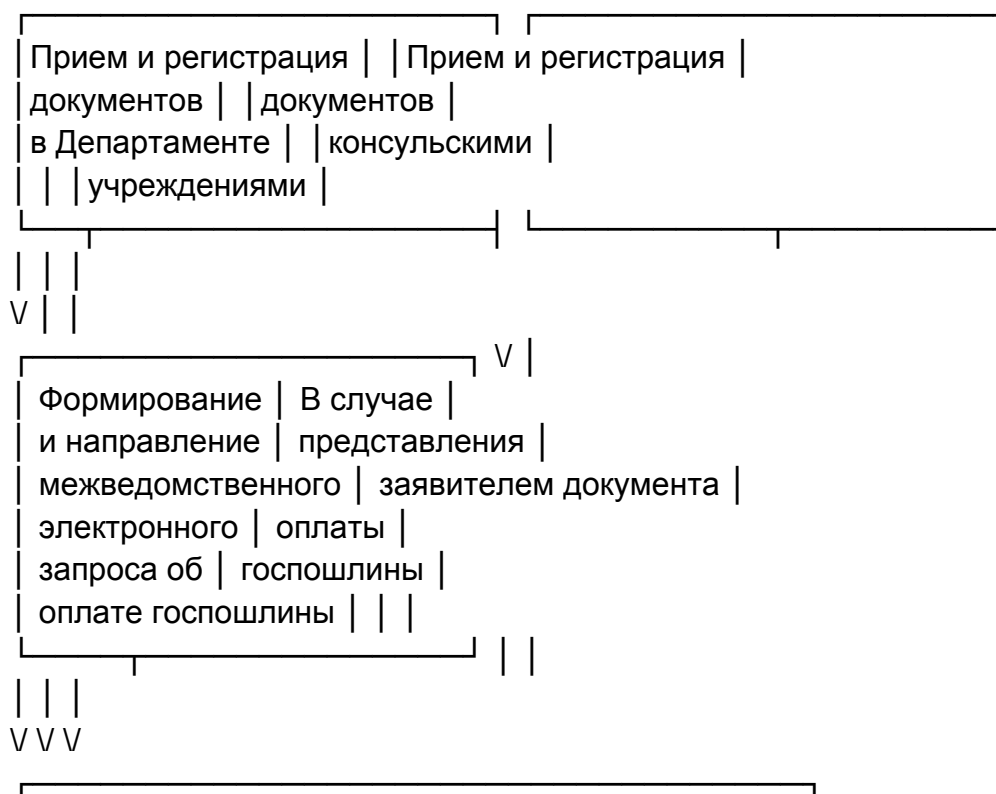 ┌─────────────────────┐ ┌──────────────────────
│Прием и регистрация │ │Прием и регистрация │
│документов │ │документов │
│в Департаменте │ │консульскими │
│ │ │учреждениями │
└───┬──────────────────┤ └───────────┬──────────
│ │ │
\/ │ │
┌────────────────────┐ \/ │
│ Формирование │ В случае │
│ и направление │ представления │
│ межведомственного │ заявителем документа │
│ электронного │ оплаты │
│ запроса об │ госпошлины │
│ оплате госпошлины │ │ │
└─────┬───────────────┘ │ │
│ │ │
\/ \/ \/
┌────────────────────────────────────┐